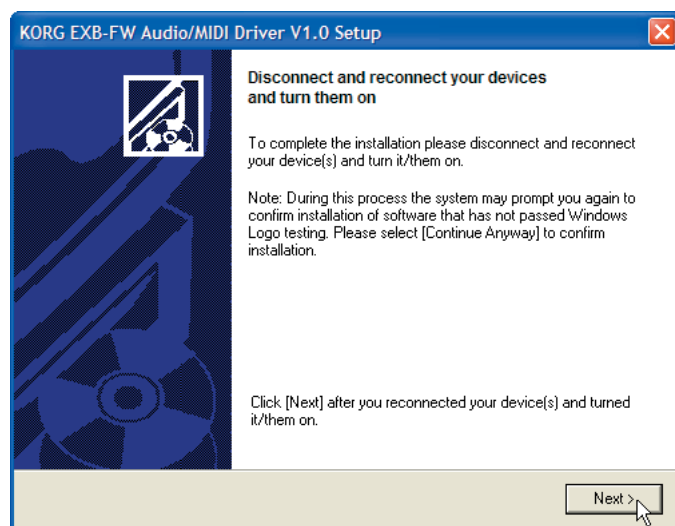 KORG EXB-FW Audio/MIDI Driver V1.0 Setup
Disconnect and reconnect your devices
and turn them on
To complete the installation please disconnect and reconnect
your device(s) and turn it/them on.
Note: During this process the system may prompt you again to
confirm installation of software that has not passed Windows
Logo testing. Please select [Continue Anyway] to confirm
installation.
Click [Next] after you reconnected your device(s) and turned
it/them on.
Next >